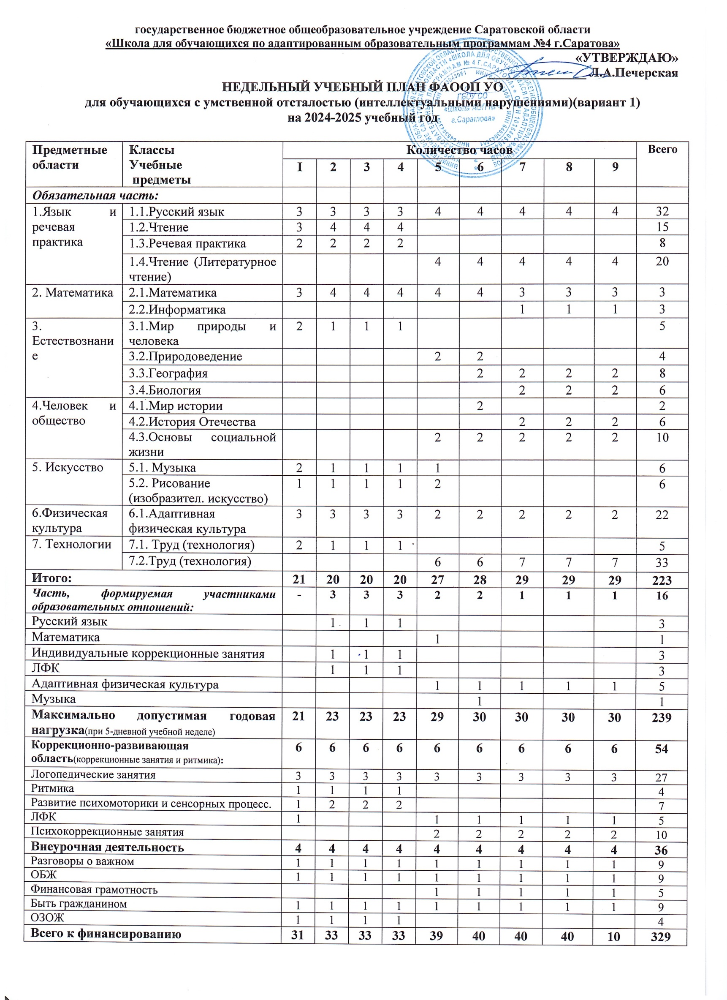 государственное бюджетное общеобразовательное учреждение Саратовской области
«Школа для обучающихся по адаптированным образовательным программам №4 г.Саратова»
«УТВЕРЖДАЮ»
Л.А.Печерская
НЕДЕЛЬНЫЙ УЧЕБНЫЙ ПЛАН ФАООП УО
для обучающихся с умственной отсталостью (интеллектуальными нарушениями)(вариант 1)
на 2024-2025 учебный год
ГБОУ СО
г.Саратова»
Предметные области Классы Учебные предметы Количество часов Всего
I 2 3 4 5 6 7 8 9
Обязательная часть:
1.Язык и речевая практика 1.1.Русский язык 3 3 3 3 4 4 4 4 4 32
1.2.Чтение 3 4 4 4 15
1.3.Речевая практика 2 2 2 2 8
1.4.Чтение (Литературное чтение) 4 4 4 4 4 20
2. Математика 2.1.Математика 3 4 4 4 4 4 3 3 3 3
2.2.Информатика 1 1 1 3
3. Естествознание 3.1.Мир природы и человека 2 1 1 1 5
3.2.Природоведение 2 2 4
3.3.География 2 2 2 2 8
3.4.Биология 2 2 2 6
4.Человек и общество 4.1.Мир истории 2 2
4.2.История Отечества 2 2 2 6
4.3.Основы социальной жизни 2 2 2 2 2 10
5. Искусство 5.1. Музыка 2 1 1 1 1 6
5.2. Рисование (изобразител. искусство) 1 1 1 1 2 6
6.Физическая культура 6.1.Адаптивная физическая культура 3 3 3 3 2 2 2 2 2 22
7. Технологии 7.1. Труд (технология) 2 1 1 1 5
7.2.Труд (технология) 6 6 7 7 7 33
Итого: 21 20 20 20 27 28 29 29 29 223
Часть, формируемая участниками образовательных отношений: - 3 3 3 2 2 1 1 1 16
Русский язык 1 1 1 3
Математика 1 1
Индивидуальные коррекционные занятия 1 1 1 3
ЛФК 1 1 1 3
Адаптивная физическая культура 1 1 1 1 1 5
Музыка 1 1
Максимально допустимая годовая нагрузка(при 5-дневной учебной неделе) 21 23 23 23 29 30 30 30 30 239
Коррекционно-развивающая область(коррекционные занятия и ритмика): 6 6 6 6 6 6 6 6 6 54
Логопедические занятия 3 3 3 3 3 3 3 3 3 27
Ритмика 1 1 1 1 4
Развитие психомоторики и сенсорных процесс. 1 2 2 2 7
ЛФК 1 1 1 1 1 1 5
Психокоррекционные занятия 2 2 2 2 2 10
Внеурочная деятельность 4 4 4 4 4 4 4 4 4 36
Разговоры о важном 1 1 1 1 1 1 1 1 1 9
ОБЖ 1 1 1 1 1 1 1 1 1 9
Финансовая грамотность 1 1 1 1 1 5
Быть гражданином 1 1 1 1 1 1 1 1 1 9
ОЗОЖ 1 1 1 1 4
Всего к финансированию 31 33 33 33 39 40 40 40 10 329